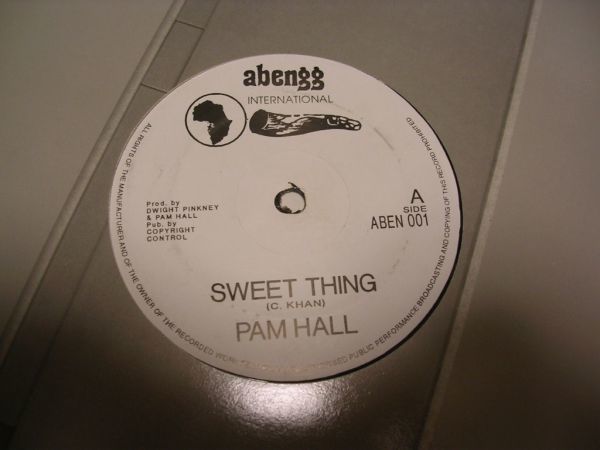 abengg
INTERNATIONAL
Prod. by
DWIGHT PINKNEY
& PAM HALL
Pub. by
COPYRIGHT
CONTROL
A
SIDE
ABEN 001
SWEET THING
(C. KHAN)
PAM HALL
ALL RIGHTS OF THE MANUFACTURER AND OF THE OWNER OF THE RECORDED WORK PUBLIC PERFORMANCE BROADCASTING AND COPYING OF THIS RECORD PROHIBITED